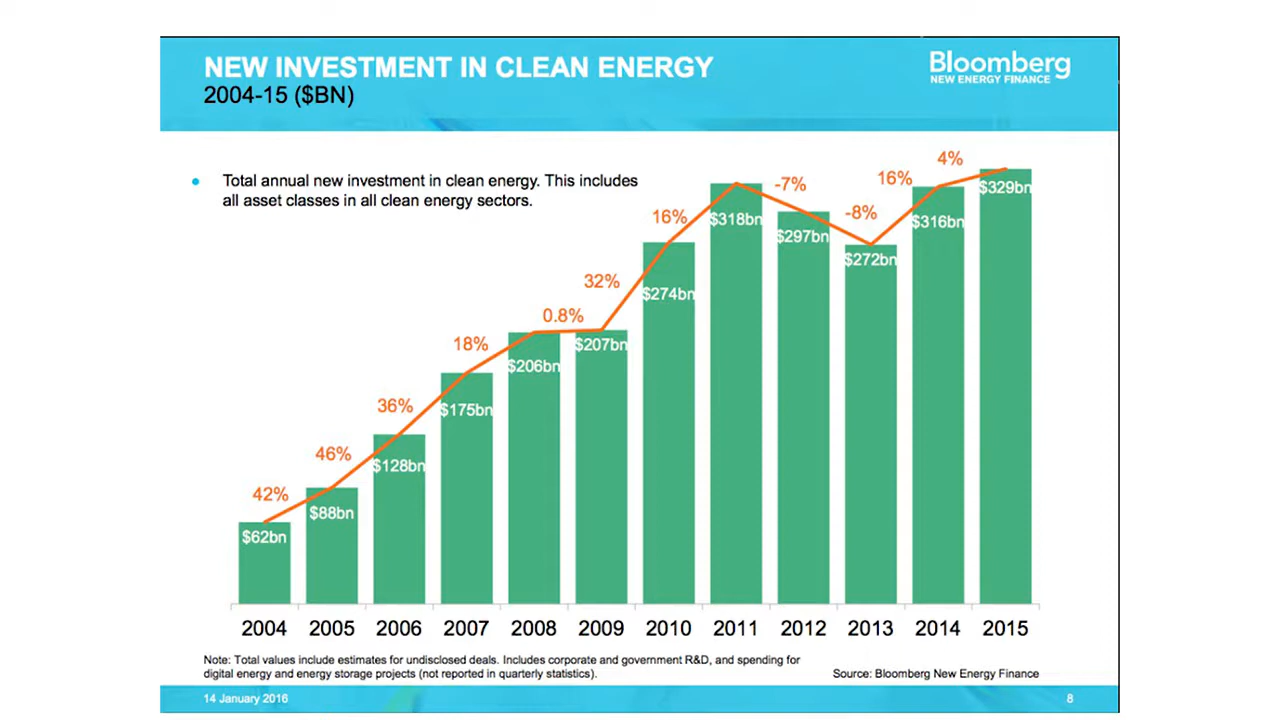 NEW INVESTMENT IN CLEAN ENERGY
2004-15 ($BN)
Bloomberg
NEW ENERGY FINANCE
● Total annual new investment in clean energy. This includes
all asset classes in all clean energy sectors.
42%
46%
36%
18%
0.8%
32%
16%
-7%
-8%
16%
4%
$62bn
$88bn
$128bn
$175bn
$206bn
$207bn
$274bn
$318bn
$297bn
$272bn
$316bn
$329bn
2004 2005 2006 2007 2008 2009 2010 2011 2012 2013 2014 2015
Note: Total values include estimates for undisclosed deals. Includes corporate and government R&D, and spending for
digital energy and energy storage projects (not reported in quarterly statistics).
Source: Bloomberg New Energy Finance
14 January 2016
8